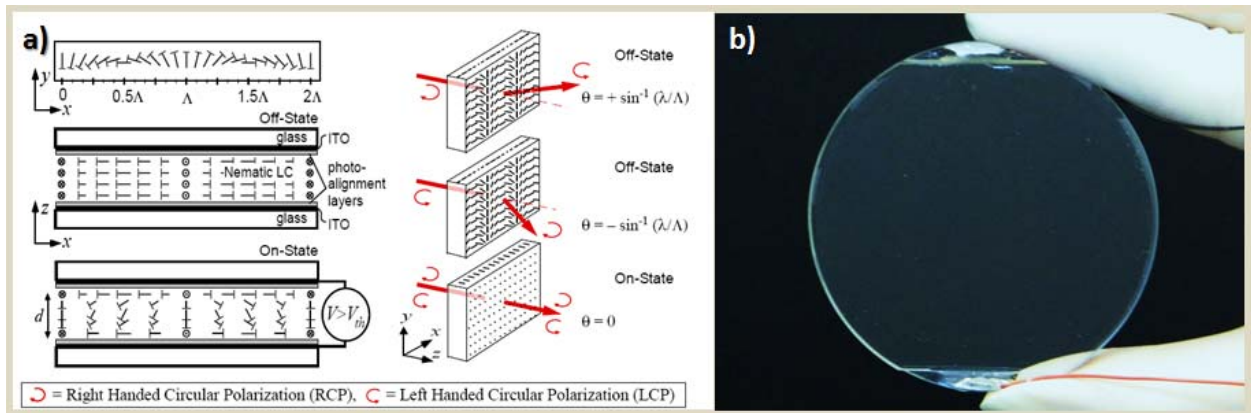 a)
y
x
0 0.5Λ Λ 1.5Λ 2Λ
Off-State
glass
ITO
-Nematic LC
photo-
alignment
layers
z
glass
ITO
x
On-State
d
V>Vth
Off-State
θ = + sin⁻¹ (λ/Λ)
Off-State
θ = − sin⁻¹ (λ/Λ)
On-State
θ = 0
y
x
z
= Right Handed Circular Polarization (RCP), = Left Handed Circular Polarization (LCP)
b)